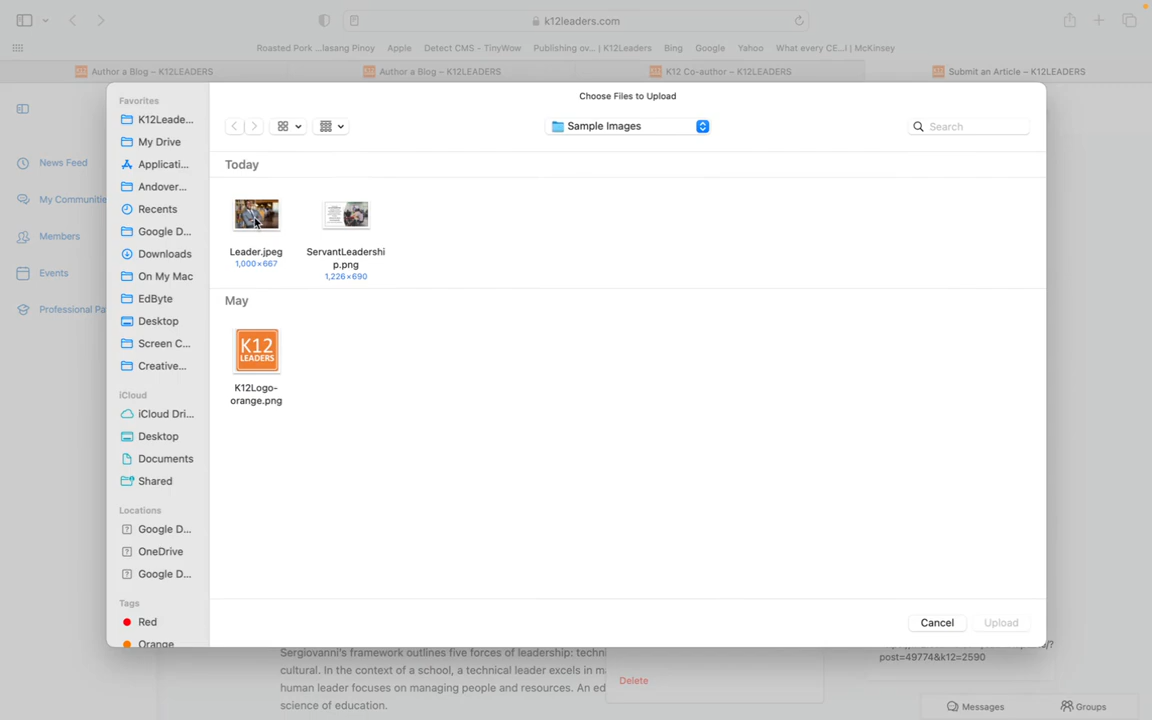 k12leaders.com
Roasted Pork ...lasang Pinoy Apple Detect CMS - TinyWow Publishing ov... | K12Leaders Bing Google Yahoo What every CE...l | McKinsey
Author a Blog – K12LEADERS Author a Blog – K12LEADERS K12 Co-author – K12LEADERS Submit an Article – K12LEADERS
News Feed
My Communitie
Members
Events
Professional Pa
Favorites
K12Leade...
My Drive
Applicati...
Andover...
Recents
Google D...
Downloads
On My Mac
EdByte
Desktop
Screen C...
Creative...
iCloud
iCloud Dri...
Desktop
Documents
Shared
Locations
Google D...
OneDrive
Google D...
Tags
Red
Orange
Choose Files to Upload
Sample Images
Search
Today
Leader.jpeg
1,000×667
ServantLeadershi
p.png
1,226×690
May
K12
LEADERS
K12Logo-
orange.png
Cancel Upload
Sergiovanni's framework outlines five forces of leadership: techni
cultural. In the context of a school, a technical leader excels in m
human leader focuses on managing people and resources. An ed
science of education.
Delete
post=49774&k12=2590
Messages Groups